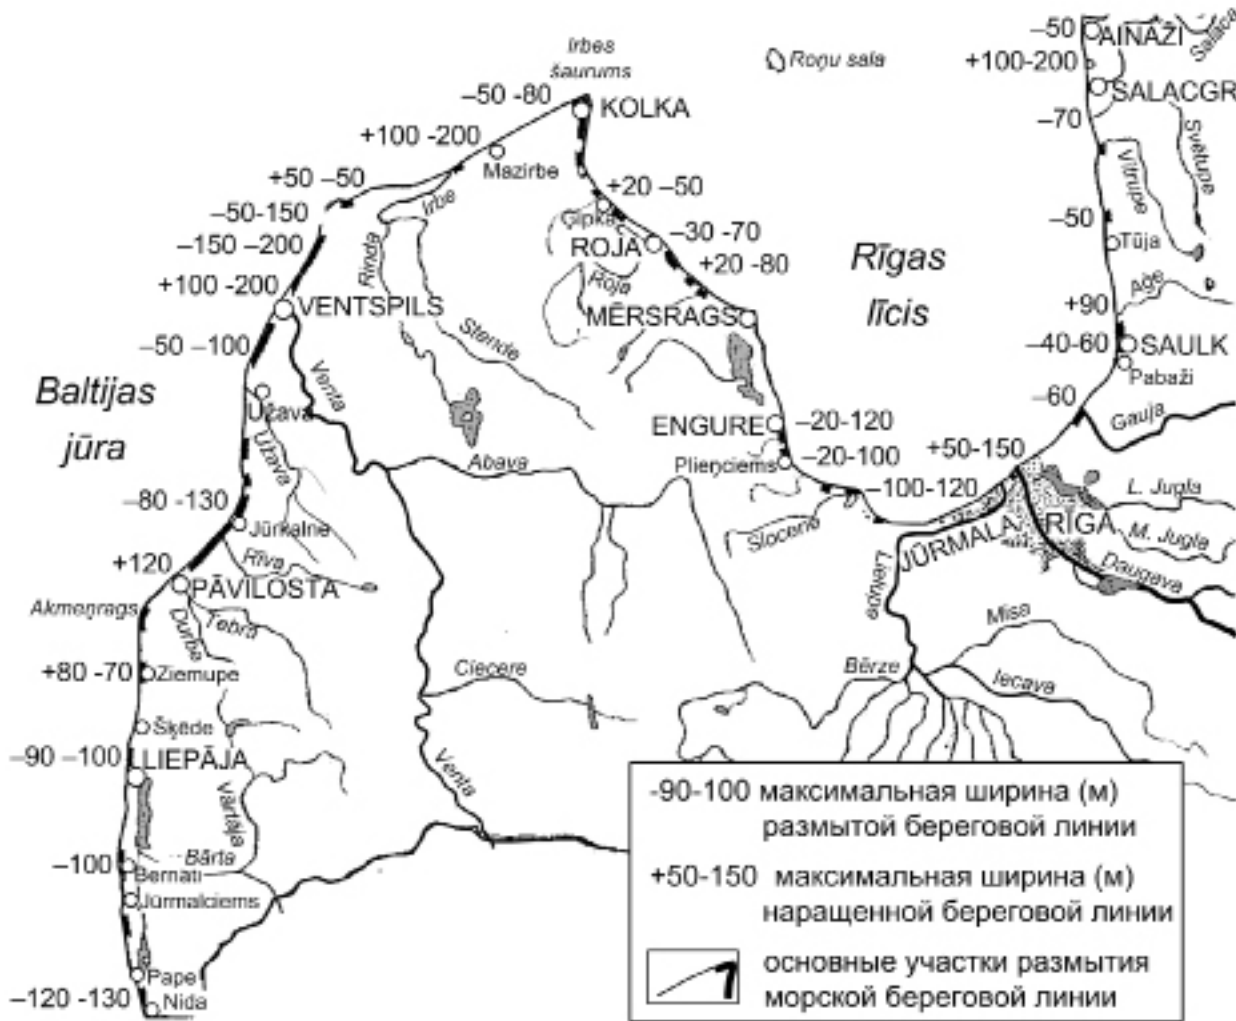 Irbes
šaurums
Roņu sala
–50
AINAŽI
Salaca
+100-200
SALACGR
–70
–50 -80
KOLKA
+100 -200
Mazirbe
Svētupe
Vitrupe
+50 –50
Irbe
+20 –50
Ģipka
–50-150
–150 –200
ROJA
–30 -70
Rīgas
līcis
–50
Tūja
+100 -200
Rinda
Roja
+20 -80
VENTSPILS
MĒRSRAGS
Aģe
+90
–50 –100
Stende
–40-60
SAULK
Pabaži
Baltijas
jūra
Venta
Užava
Užava
–60
Gauja
ENGURE
–20-120
Abava
Plieņciems
–20-100
+50-150
–80 -130
–100-120
L. Jugla
Jūrkalne
Slocene
JŪRMALA
RĪGA
M. Jugla
Rīva
Daugava
+120
PĀVILOSTA
Lielupe
Akmeņrags
Durbe
Tebra
Misa
+80 -70
Ziemupe
Ciecere
Bērze
Iecava
Šķēde
–90 –100
LIEPĀJA
Vārtāja
Venta
-90-100 максимальная ширина (м)
размытой береговой линии
–100
Bārta
Bernāti
+50-150 максимальная ширина (м)
наращенной береговой линии
Jūrmalciems
Pape
основные участки размытия
морской береговой линии
–120 -130
Nida